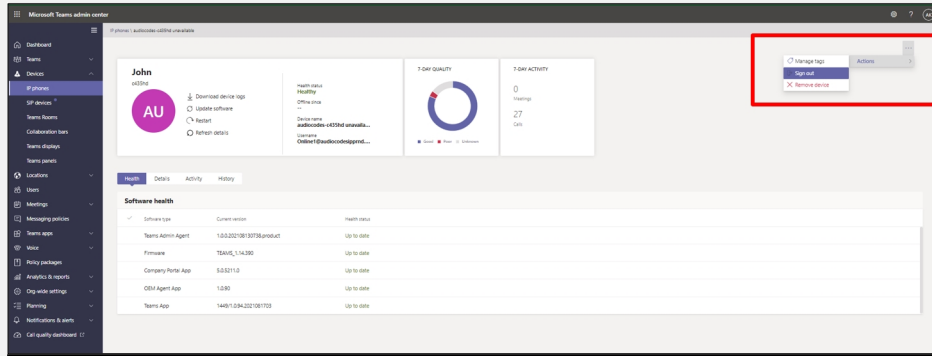 Microsoft Teams admin center
?
AK
IP phones \ audiocodes-c435hd unavailable
Dashboard
Teams
Devices
IP phones
SIP devices
Teams Rooms
Collaboration bars
Teams displays
Teams panels
Locations
Users
Meetings
Messaging policies
Teams apps
Voice
Policy packages
Analytics & reports
Org-wide settings
Planning
Notifications & alerts
Call quality dashboard
John
c435hd
AU
Download device logs
Update software
Restart
Refresh details
Health status
Healthy
Offline since
--
Device name
audiocodes-c435hd unavaila...
Username
Online1@audiocodesipprnd....
7-DAY QUALITY
Good Poor Unknown
7-DAY ACTIVITY
0
Meetings
27
Calls
Manage tags
Sign out
Remove device
Actions
Health Details Activity History
Software health
Software type Current version Health status
Teams Admin Agent 1.0.0.202108130738.product Up to date
Firmware TEAMS_1.14.390 Up to date
Company Portal App 5.0.5211.0 Up to date
OEM Agent App 1.0.80 Up to date
Teams App 1449/1.0.94.2021081703 Up to date